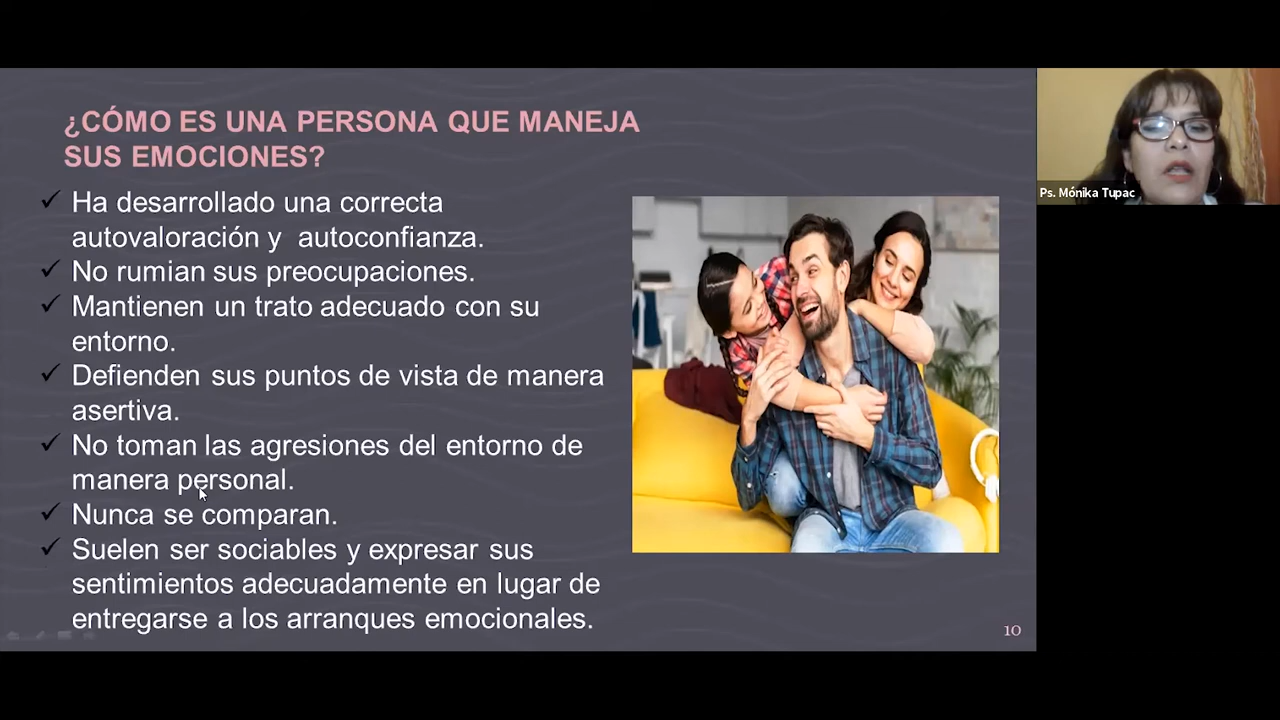 ¿CÓMO ES UNA PERSONA QUE MANEJA
SUS EMOCIONES?
Ha desarrollado una correcta
autovaloración y autoconfianza.
No rumian sus preocupaciones.
Mantienen un trato adecuado con su
entorno.
Defienden sus puntos de vista de manera
asertiva.
No toman las agresiones del entorno de
manera personal.
Nunca se comparan.
Suelen ser sociables y expresar sus
sentimientos adecuadamente en lugar de
entregarse a los arranques emocionales.
10
Ps. Mónika Tupac